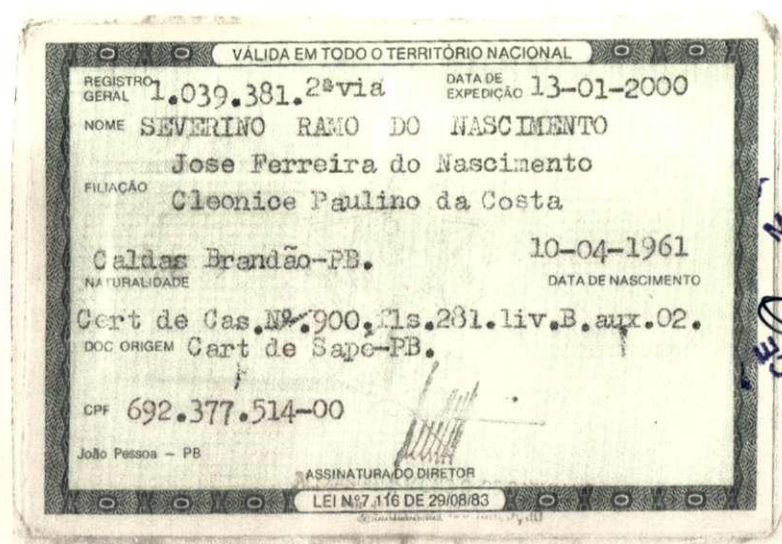 VÁLIDA EM TODO O TERRITÓRIO NACIONAL
REGISTRO GERAL 1.039.381.2ªvia DATA DE EXPEDIÇÃO 13-01-2000
NOME SEVERINO RAMO DO NASCIMENTO
Jose Ferreira do Nascimento
FILIAÇÃO
Cleonice Paulino da Costa
Caldas Brandão-PB. 10-04-1961
NATURALIDADE DATA DE NASCIMENTO
Cert de Cas.Nº.900.fls.281.liv.B.aux.02.
DOC ORIGEM Cart de Sape-PB.
CPF 692.377.514-00
João Pessoa - PB
ASSINATURA DO DIRETOR
LEI Nº 7.116 DE 29/08/83